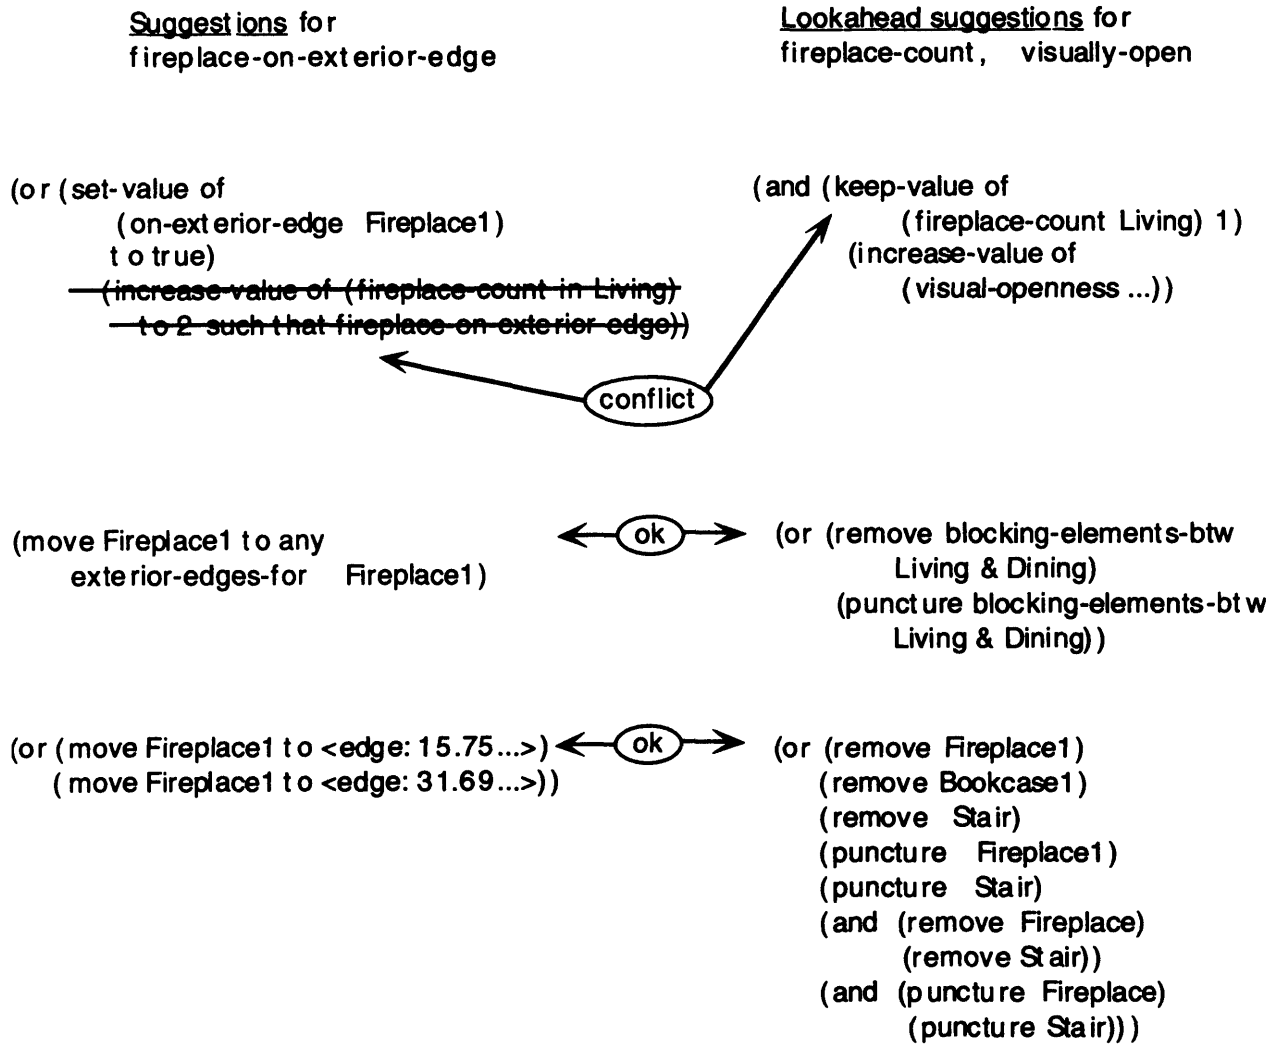 Suggestions for
fireplace-on-exterior-edge
Lookahead suggestions for
fireplace-count, visually-open
(or (set-value of
(on-exterior-edge Fireplace1)
to true)
(increase-value of (fireplace-count in Living)
to 2 such that fireplace on exterior edge))
(and (keep-value of
(fireplace-count Living) 1)
(increase-value of
(visual-openness ...))
conflict
(move Fireplace1 to any
exterior-edges-for Fireplace1)
ok
(or (remove blocking-elements-btw
Living & Dining)
(puncture blocking-elements-btw
Living & Dining))
(or (move Fireplace1 to <edge: 15.75...>)
(move Fireplace1 to <edge: 31.69...>))
ok
(or (remove Fireplace1)
(remove Bookcase1)
(remove Stair)
(puncture Fireplace1)
(puncture Stair)
(and (remove Fireplace)
(remove Stair))
(and (puncture Fireplace)
(puncture Stair)))